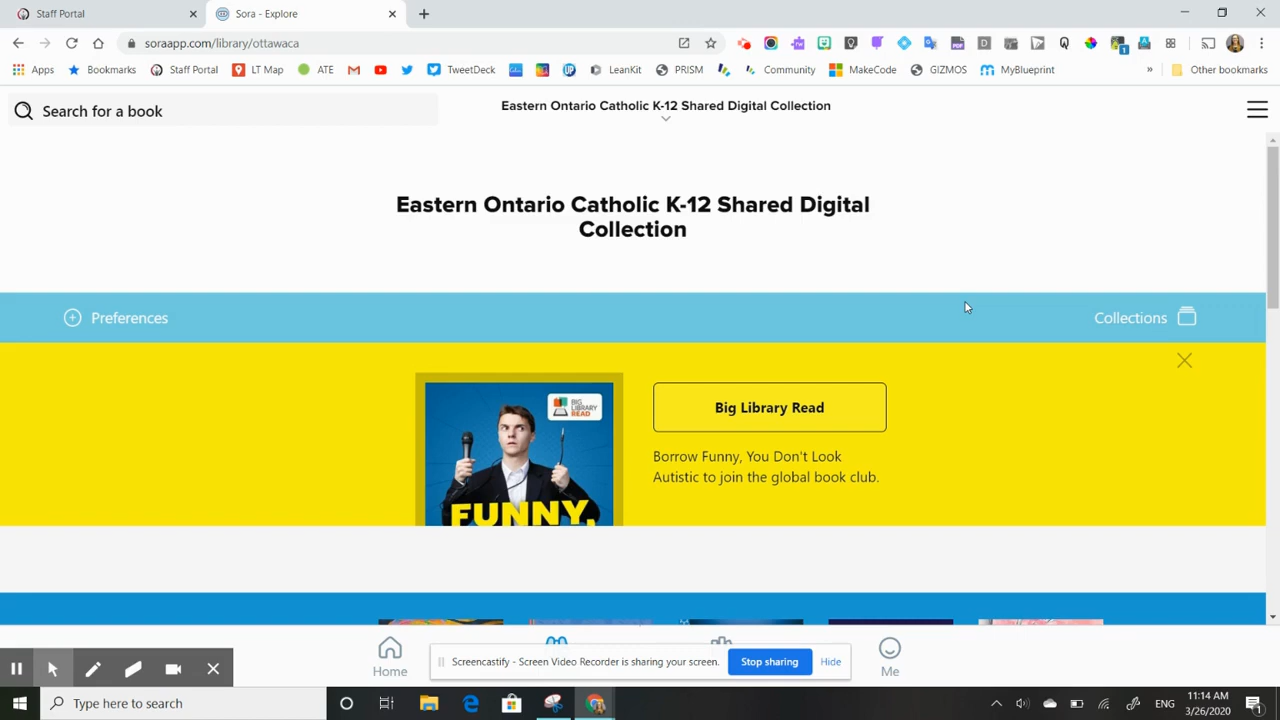 Staff Portal
Sora - Explore
soraapp.com/library/ottawaca
Apps
Bookmarks
Staff Portal
LT Map
ATE
TweetDeck
LeanKit
PRISM
Community
MakeCode
GIZMOS
MyBlueprint
»
Other bookmarks
Search for a book
Eastern Ontario Catholic K-12 Shared Digital Collection
Eastern Ontario Catholic K-12 Shared Digital
Collection
Preferences
Collections
BIG
LIBRARY
READ
FUNNY,
Big Library Read
Borrow Funny, You Don't Look
Autistic to join the global book club.
Home
Me
Screencastify - Screen Video Recorder is sharing your screen.
Stop sharing
Hide
Type here to search
ENG
11:14 AM
3/26/2020